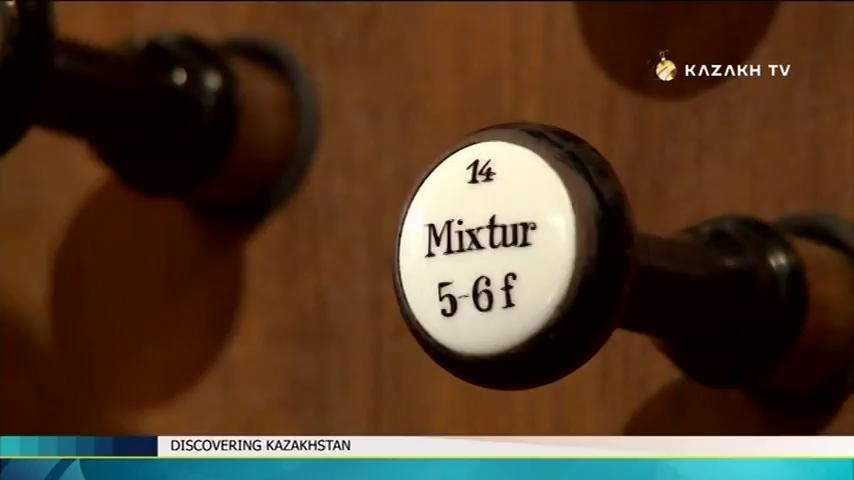 KAZAKH TV
14
Mixtur
5-6 f
DISCOVERING KAZAKHSTAN